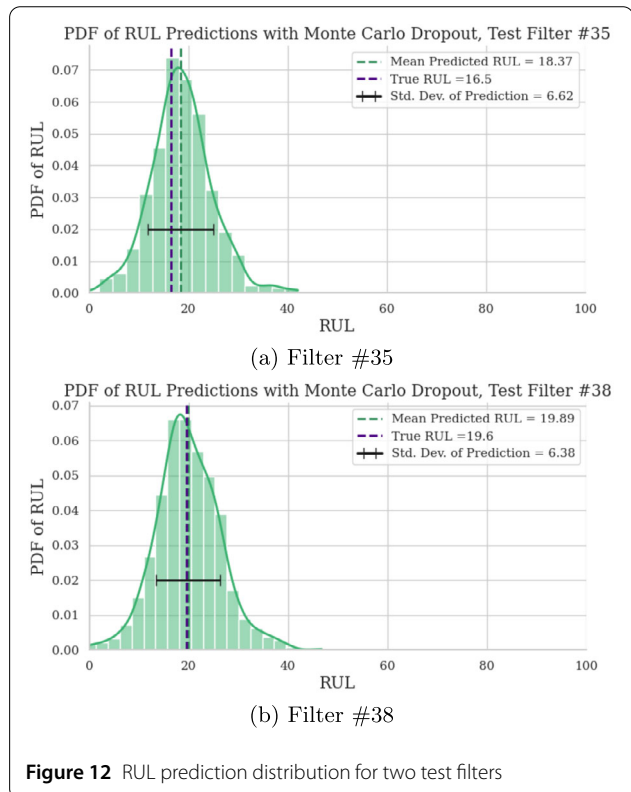 PDF of RUL Predictions with Monte Carlo Dropout, Test Filter #35
Mean Predicted RUL = 18.37
True RUL =16.5
Std. Dev. of Prediction = 6.62
PDF of RUL
0.07
0.06
0.05
0.04
0.03
0.02
0.01
0.00
0 20 40 60 80 100
RUL
(a) Filter #35
PDF of RUL Predictions with Monte Carlo Dropout, Test Filter #38
Mean Predicted RUL = 19.89
True RUL =19.6
Std. Dev. of Prediction = 6.38
PDF of RUL
0.07
0.06
0.05
0.04
0.03
0.02
0.01
0.00
0 20 40 60 80 100
RUL
(b) Filter #38
Figure 12 RUL prediction distribution for two test filters